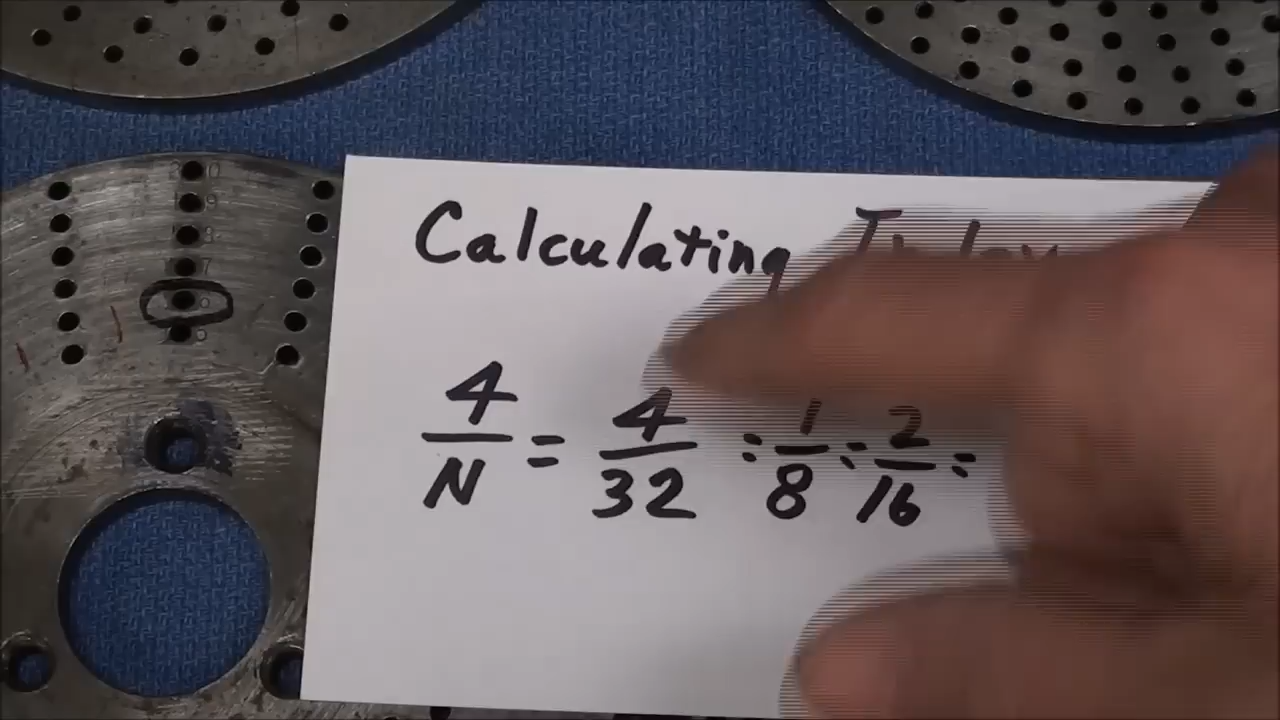 Calculating
4/N = 4/32 : 1/8 : 2/16 :